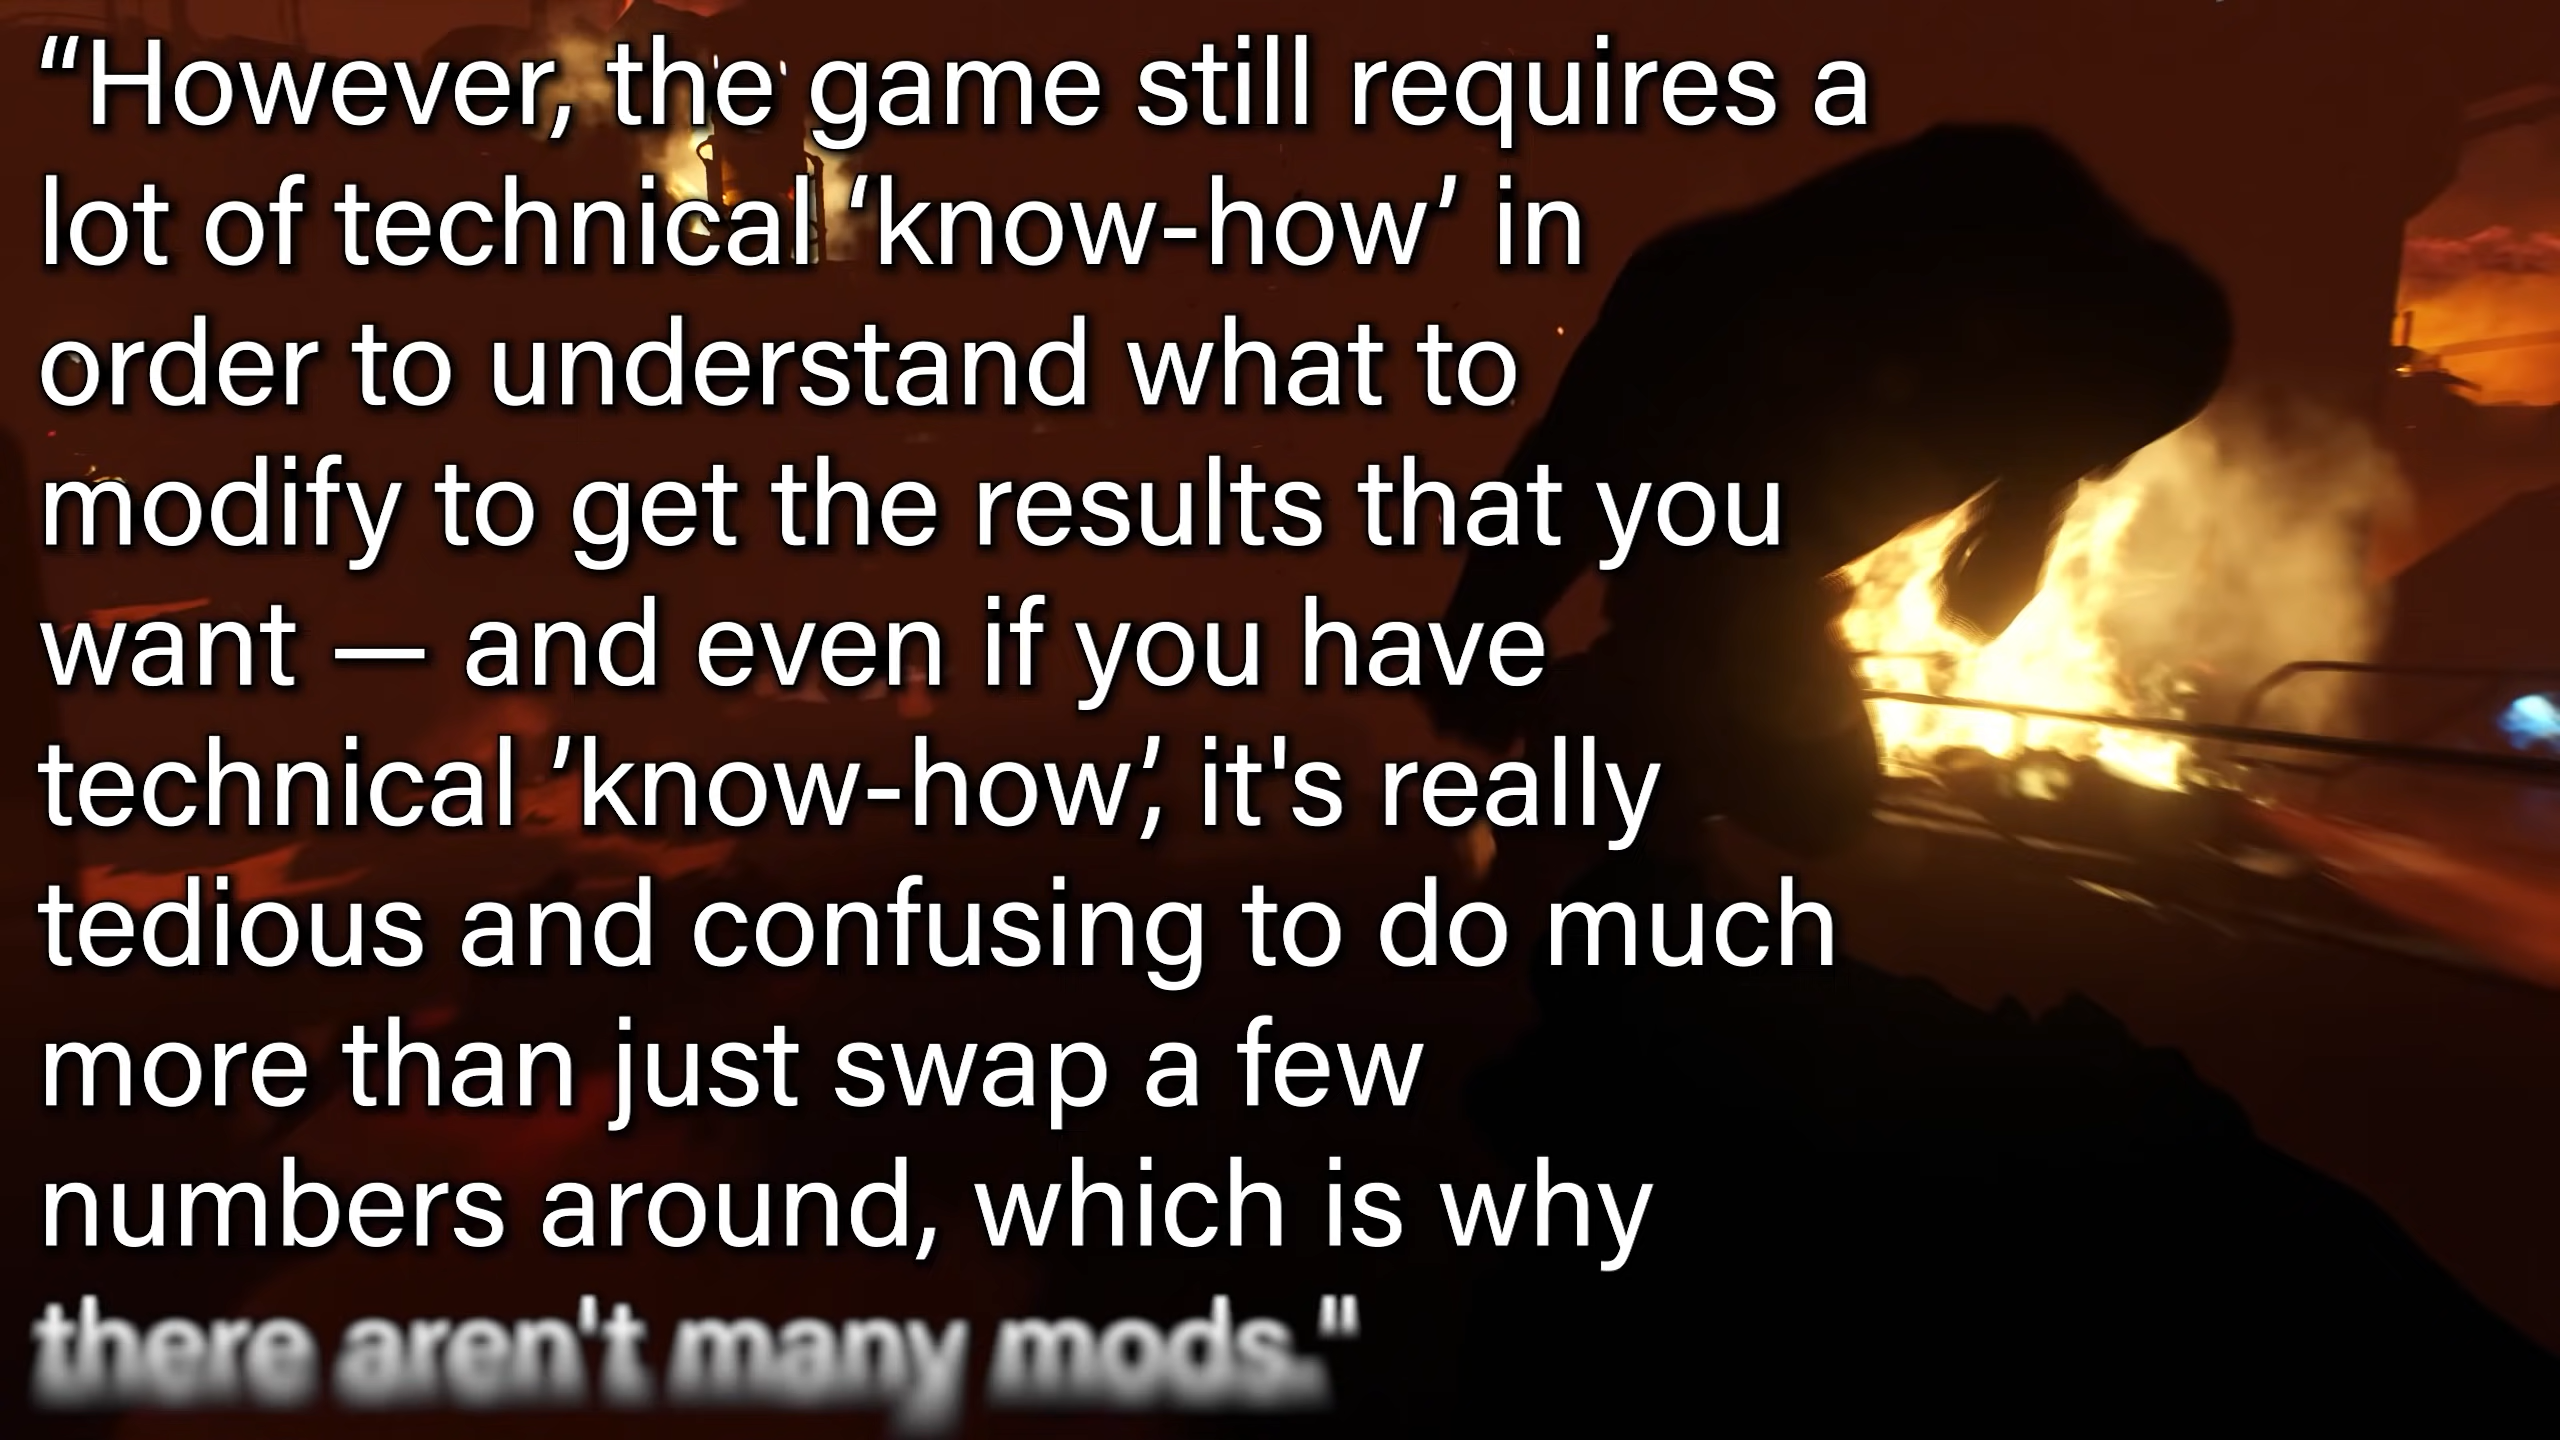 “However, the game still requires a
lot of technical ‘know-how’ in
order to understand what to
modify to get the results that you
want — and even if you have
technical ’know-how’, it's really
tedious and confusing to do much
more than just swap a few
numbers around, which is why
there aren't many mods."